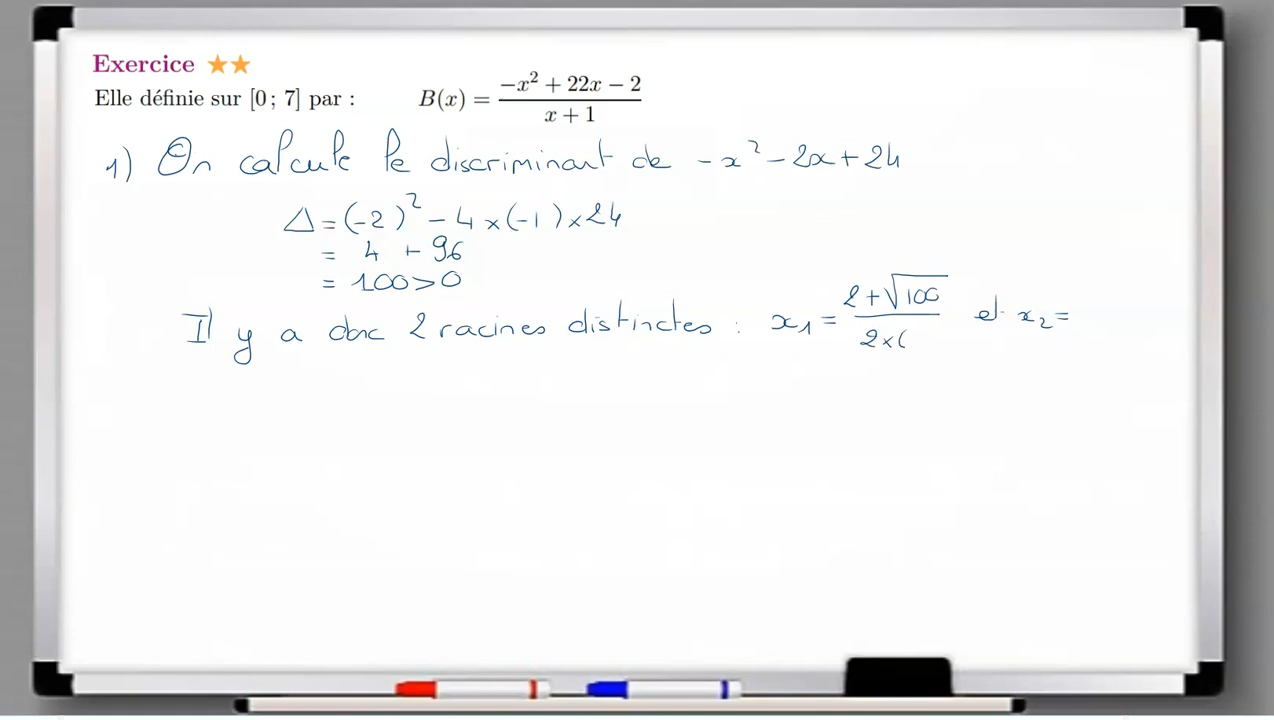 Exercice ★★
Elle définie sur [0 ; 7] par : B(x) = (-x² + 22x - 2)/(x + 1)
1) On calcule le discriminant de -x² - 2x + 24
Δ = (-2)² - 4 × (-1) × 24
= 4 + 96
= 100 > 0
Il y a donc 2 racines distinctes : x₁ = (2 + √100)/(2×( et x₂ =